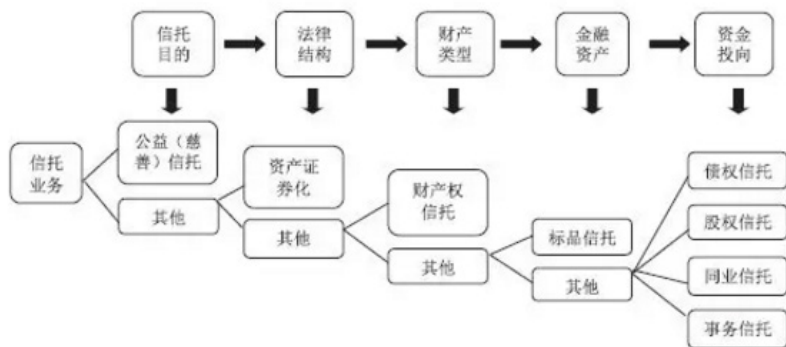 信托
目的
法律
结构
财产
类型
金融
资产
资金
投向
信托
业务
公益（慈
善）信托
其他
资产证
券化
其他
财产权
信托
其他
标品信托
其他
债权信托
股权信托
同业信托
事务信托